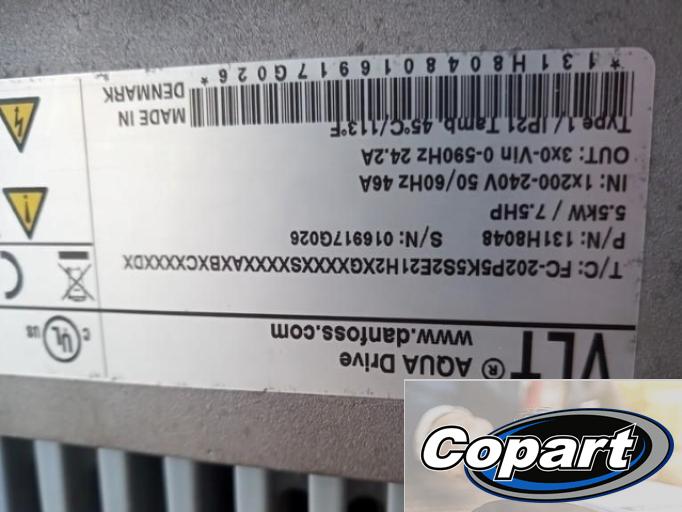 VLT® AQUA Drive
www.danfoss.com
T/C: FC-202P5K5S2E21H2XGXXXXSXXXXAXBXCXXXXDX
P/N: 131H8048 S/N: 016917G026
5.5kW / 7.5HP
IN: 1x200-240V 50/60Hz 46A
OUT: 3x0-Vin 0-590Hz 24.2A
Type 1 / IP21 Tamb. 45°C/113°F
*131H8048016917G026*
MADE IN
DENMARK
C UL US
Copart